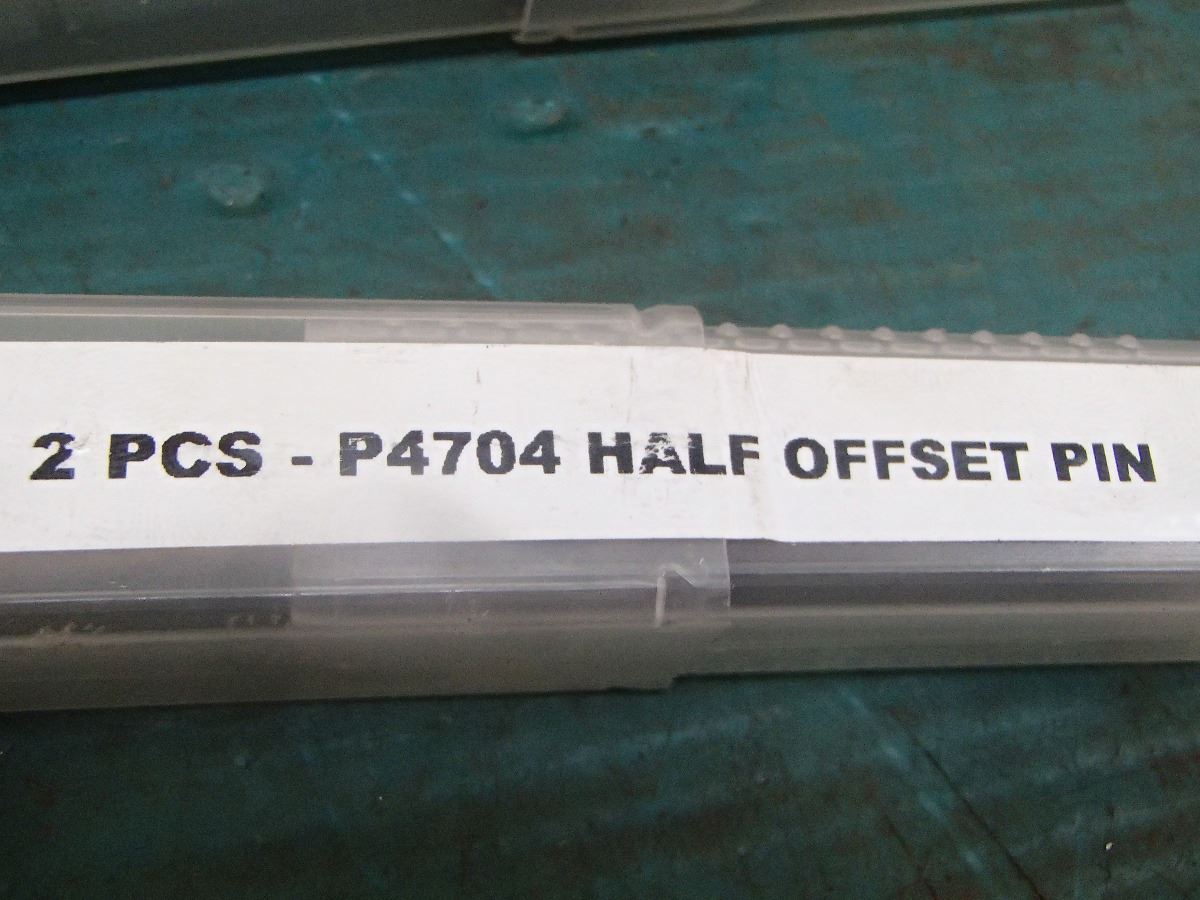 2 PCS - P4704 HALF OFFSET PIN